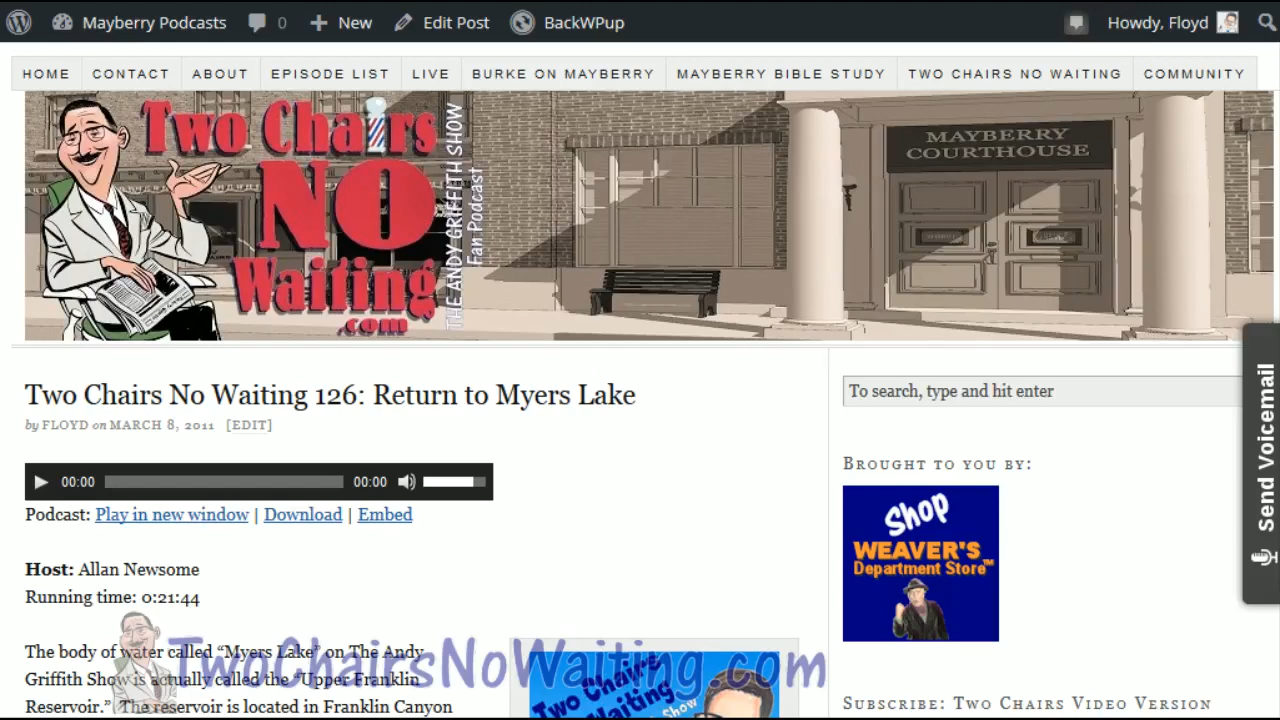 Mayberry Podcasts 0 New Edit Post BackWPup Howdy, Floyd
HOME CONTACT ABOUT EPISODE LIST LIVE BURKE ON MAYBERRY MAYBERRY BIBLE STUDY TWO CHAIRS NO WAITING COMMUNITY
Two Chairs
NO
Waiting
.com
THE ANDY GRIFFITH SHOW
Fan Podcast
MAYBERRY
COURTHOUSE
Two Chairs No Waiting 126: Return to Myers Lake
by FLOYD on MARCH 8, 2011 [EDIT]
00:00 00:00
Podcast: Play in new window | Download | Embed
Host: Allan Newsome
Running time: 0:21:44
The body of water called “Myers Lake” on The Andy
Griffith Show is actually called the “Upper Franklin
Reservoir.” The reservoir is located in Franklin Canyon
TwoChairsNoWaiting.com
Two Chairs
Waiting
Show
To search, type and hit enter
BROUGHT TO YOU BY:
Shop
WEAVER'S
Department Store™
SUBSCRIBE: TWO CHAIRS VIDEO VERSION
Send Voicemail